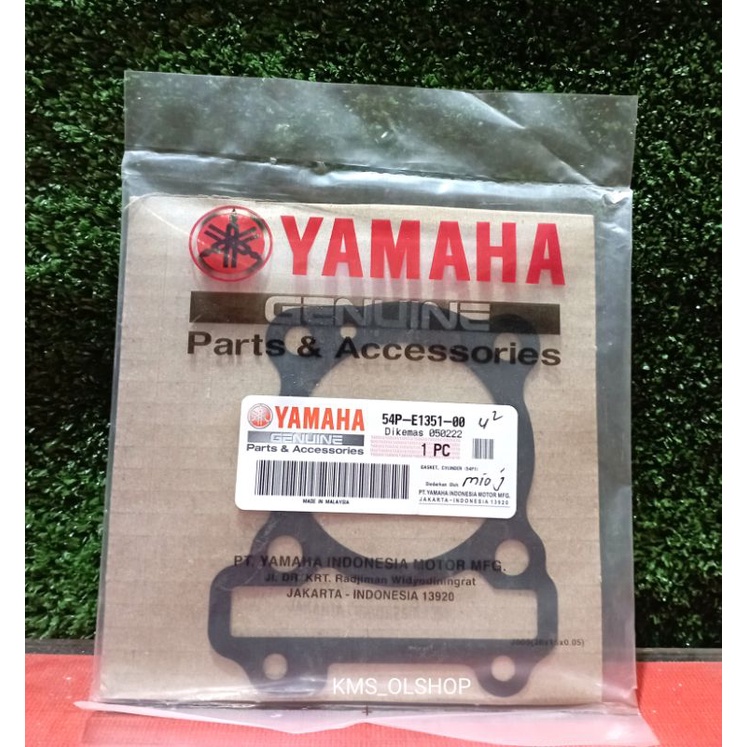 YAMAHA
GENUINE
Parts & Accessories
YAMAHA
GENUINE
Parts & Accessories
MADE IN MALAYSIA
54P-E1351-00
Dikemas 050222
1 PC
GASKET, CYLINDER (54P1)
mio j
PT. YAMAHA INDONESIA MOTOR MFG.
JAKARTA - INDONESIA 13920
PT. YAMAHA INDONESIA MOTOR MFG.
Jl. DR. KRT. Radjiman Widyodiningrat
JAKARTA - INDONESIA 13920
KMS_OLSHOP